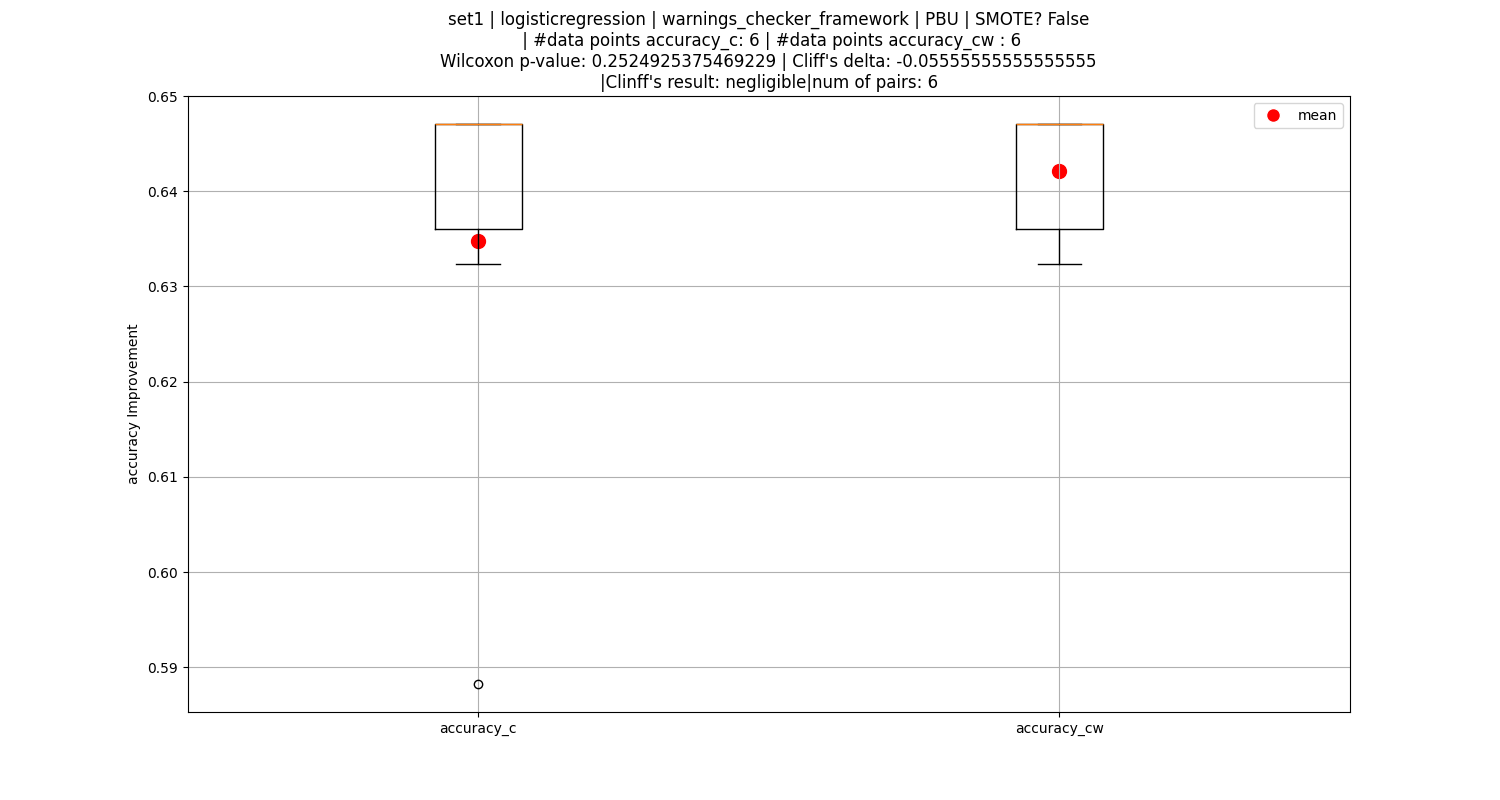 set1 | logisticregression | warnings_checker_framework | PBU | SMOTE? False
| #data points accuracy_c: 6 | #data points accuracy_cw : 6
Wilcoxon p-value: 0.2524925375469229 | Cliff's delta: -0.05555555555555555
|Clinff's result: negligible|num of pairs: 6
mean
0.65
0.64
0.63
0.62
0.61
0.60
0.59
accuracy Improvement
accuracy_c
accuracy_cw